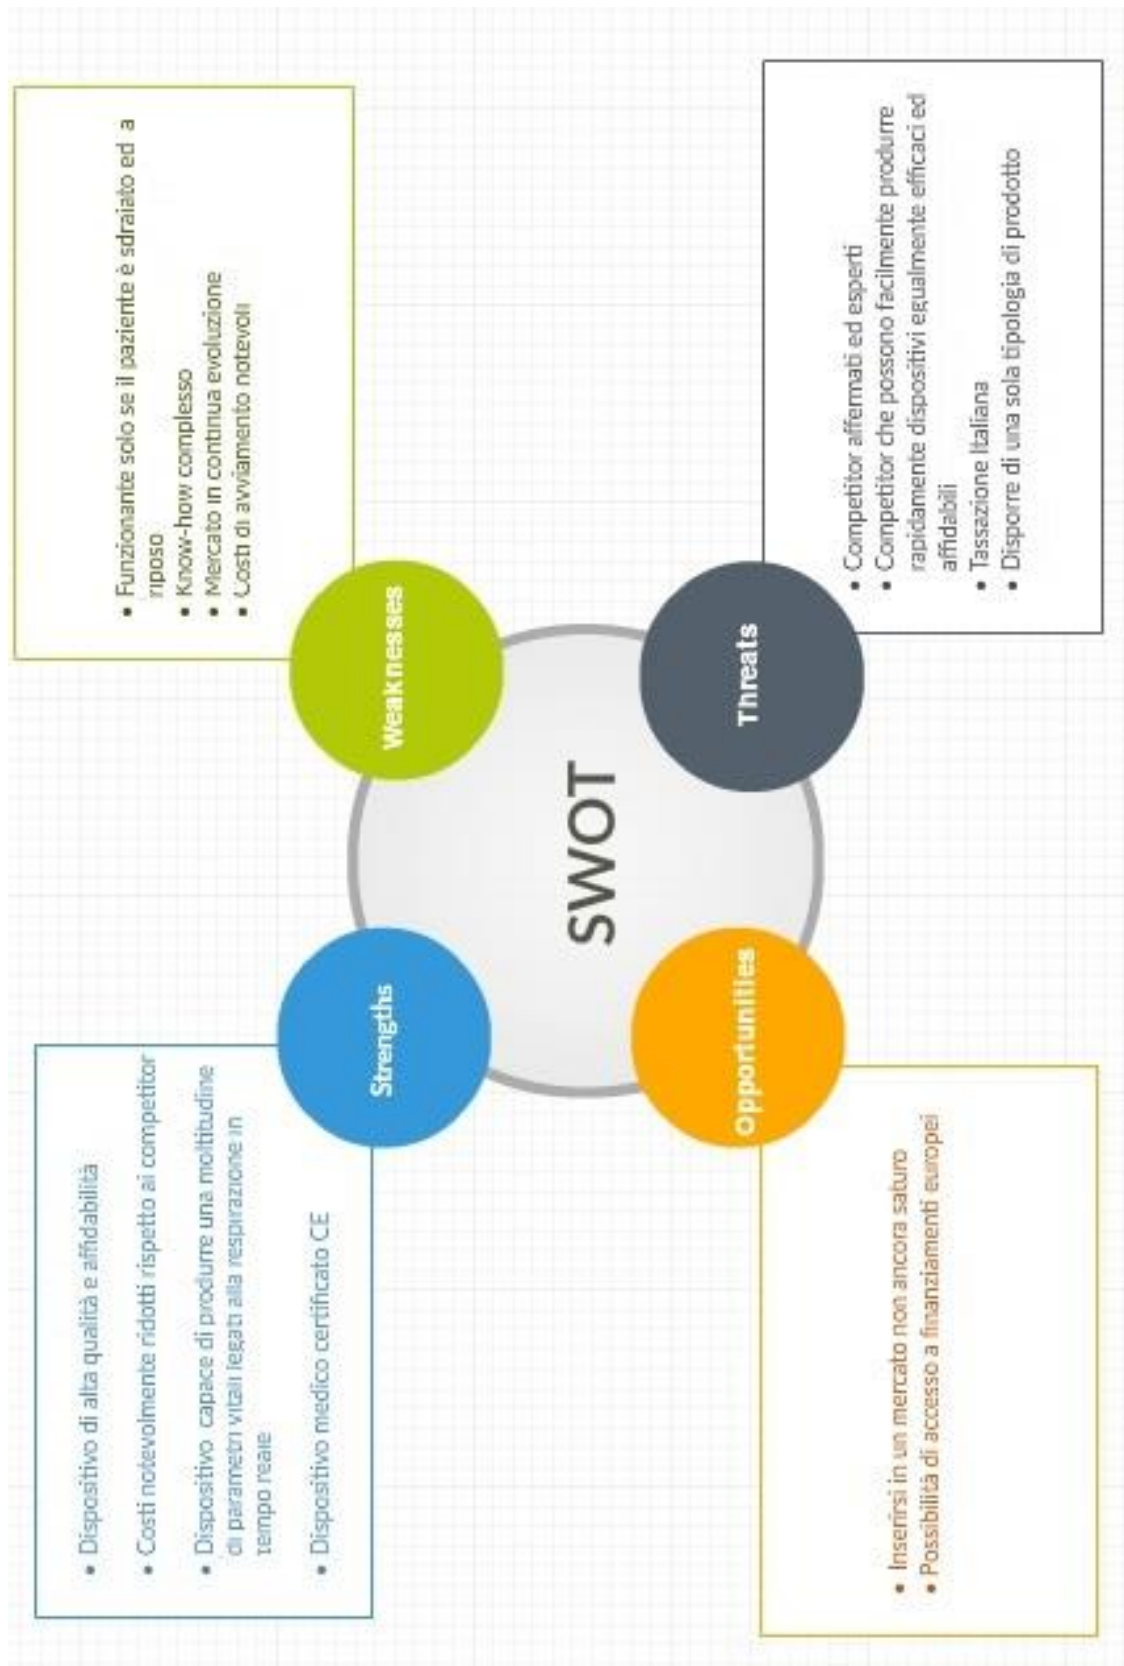 • Dispositivo di alta qualità e affidabilità
• Costi notevolmente ridotti rispetto ai competitor
• Dispositivo capace di produrre una moltitudine
di parametri vitali legati alla respirazione in
tempo reale
• Dispositivo medico certificato CE
Strengths
• Funzionante solo se il paziente è sdraiato ed a
riposo
• Know-how complesso
• Mercato in continua evoluzione
• Costi di avviamento notevoli
Weaknesses
SWOT
Opportunities
• Inserirsi in un mercato non ancora saturo
• Possibilità di accesso a finanziamenti europei
Threats
• Competitor affermati ed esperti
• Competitor che possono facilmente produrre
rapidamente dispositivi egualmente efficaci ed
affidabili
• Tassazione Italiana
• Disporre di una sola tipologia di prodotto